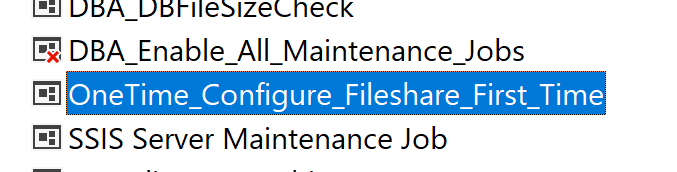 DBA_DBFileSizeCheck
DBA_Enable_All_Maintenance_Jobs
OneTime_Configure_Fileshare_First_Time
SSIS Server Maintenance Job